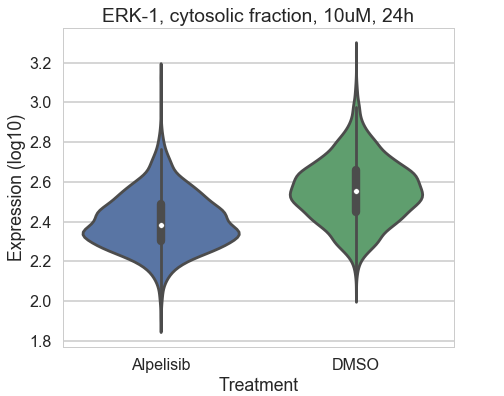 ERK-1, cytosolic fraction, 10uM, 24h
Expression (log10)
3.2
3.0
2.8
2.6
2.4
2.2
2.0
1.8
Alpelisib DMSO
Treatment